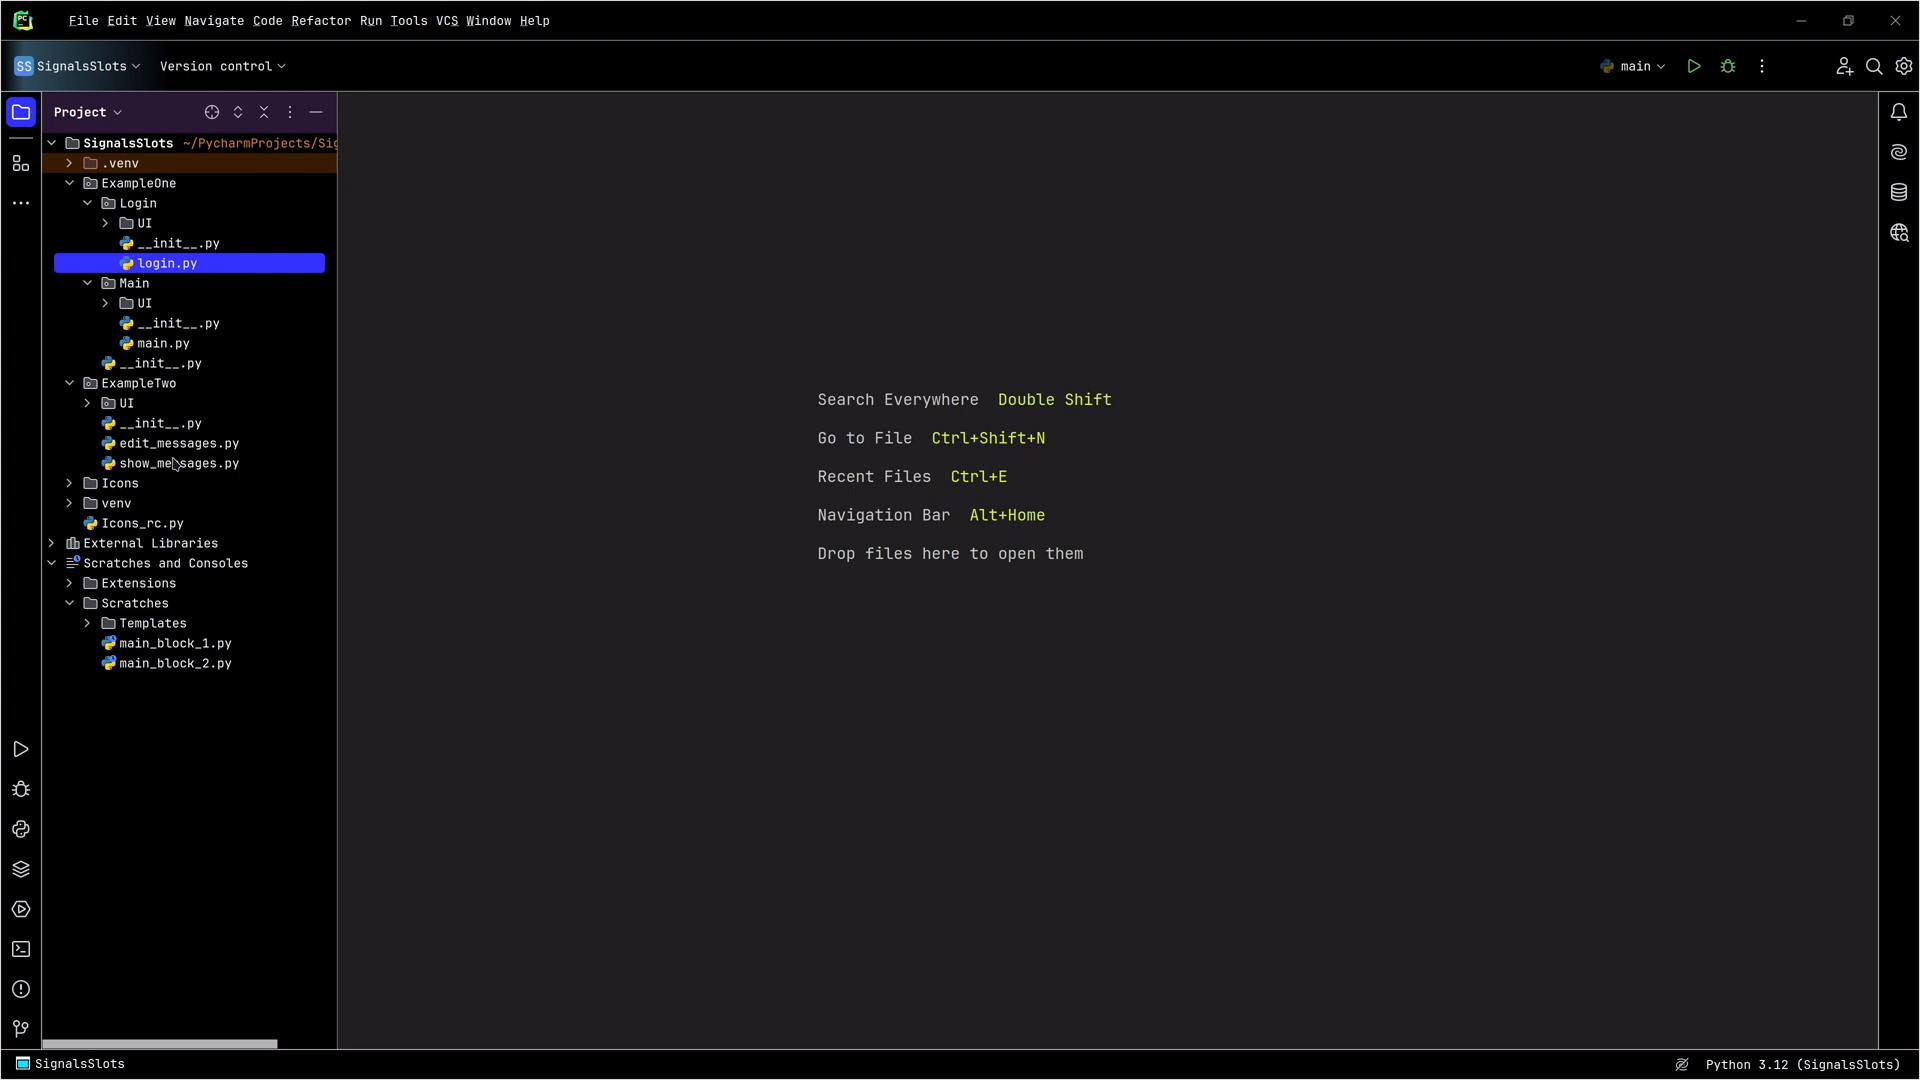 File Edit View Navigate Code Refactor Run Tools VCS Window Help
SS SignalsSlots Version control main
Project
SignalsSlots ~/PycharmProjects/Sig
.venv
ExampleOne
Login
UI
__init__.py
login.py
Main
UI
__init__.py
main.py
__init__.py
ExampleTwo
UI
__init__.py
edit_messages.py
show_messages.py
Icons
venv
Icons_rc.py
External Libraries
Scratches and Consoles
Extensions
Scratches
Templates
main_block_1.py
main_block_2.py
Search Everywhere Double Shift
Go to File Ctrl+Shift+N
Recent Files Ctrl+E
Navigation Bar Alt+Home
Drop files here to open them
SignalsSlots Python 3.12 (SignalsSlots)